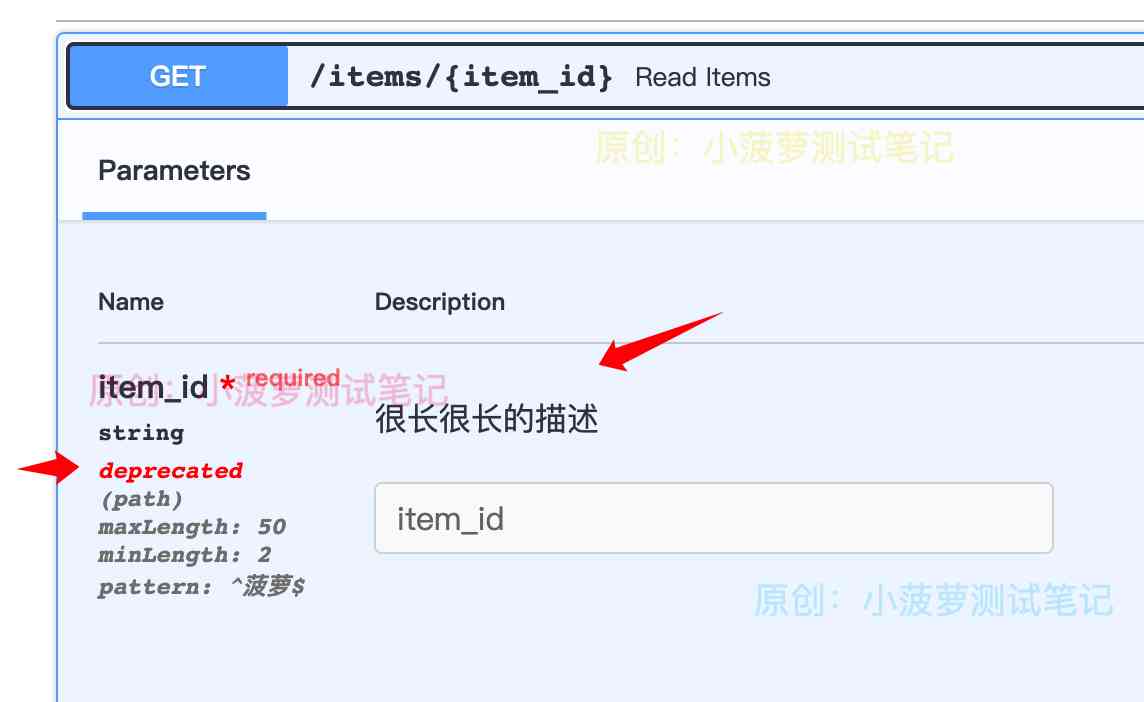 GET /items/{item_id} Read Items
原创：小菠萝测试笔记
Parameters
Name Description
item_id * required
原创：小菠萝测试笔记
很长很长的描述
string
deprecated
(path)
maxLength: 50
minLength: 2
pattern: ^菠萝$
item_id
原创：小菠萝测试笔记